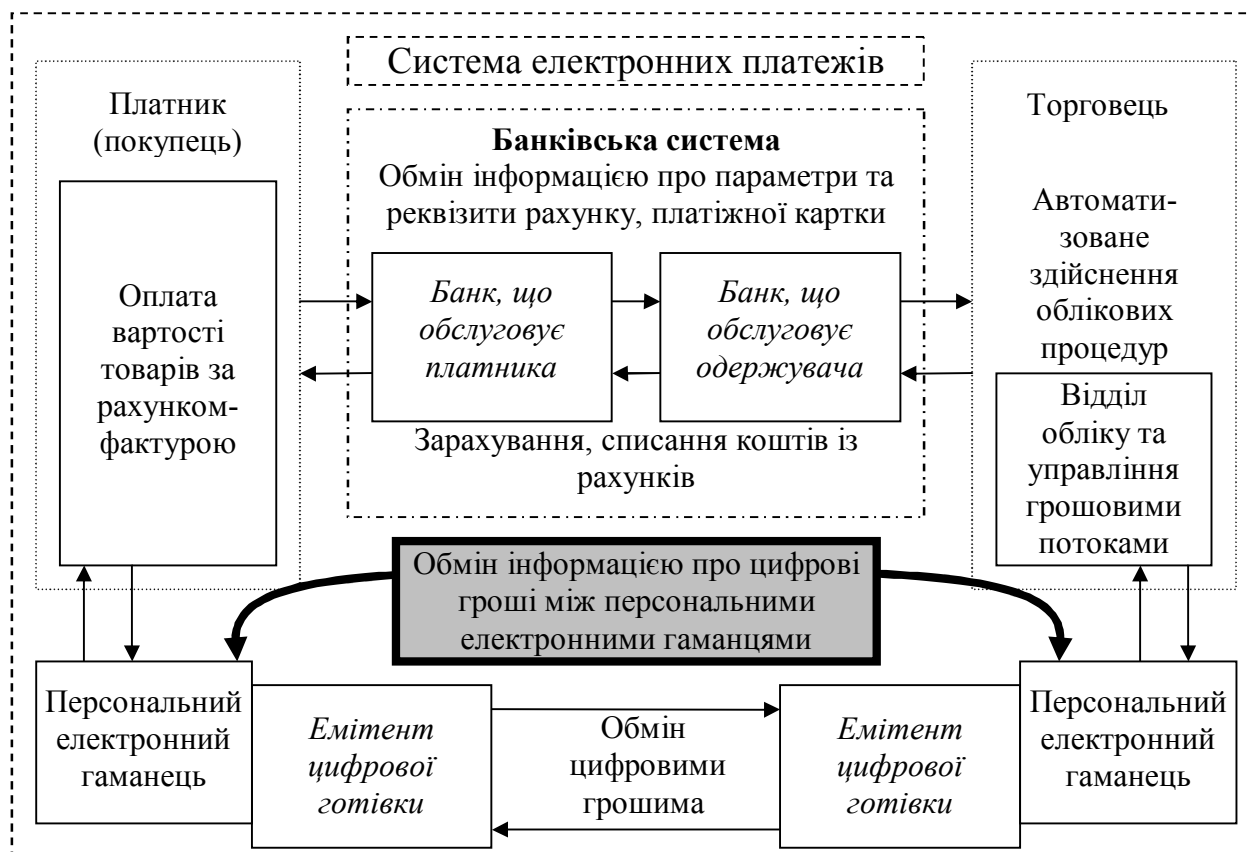 Система електронних платежів
Платник
(покупець)
Оплата
вартості
товарів за
рахунком-
фактурою
Банківська система
Обмін інформацією про параметри та
реквізити рахунку, платіжної картки
Банк, що
обслуговує
платника
Банк, що
обслуговує
одержувача
Зарахування, списання коштів із
рахунків
Торговець
Автомати-
зоване
здійснення
облікових
процедур
Відділ
обліку та
управління
грошовими
потоками
Обмін інформацією про цифрові
гроші між персональними
електронними гаманцями
Персональний
електронний
гаманець
Емітент
цифрової
готівки
Обмін
цифровими
грошима
Емітент
цифрової
готівки
Персональний
електронний
гаманець